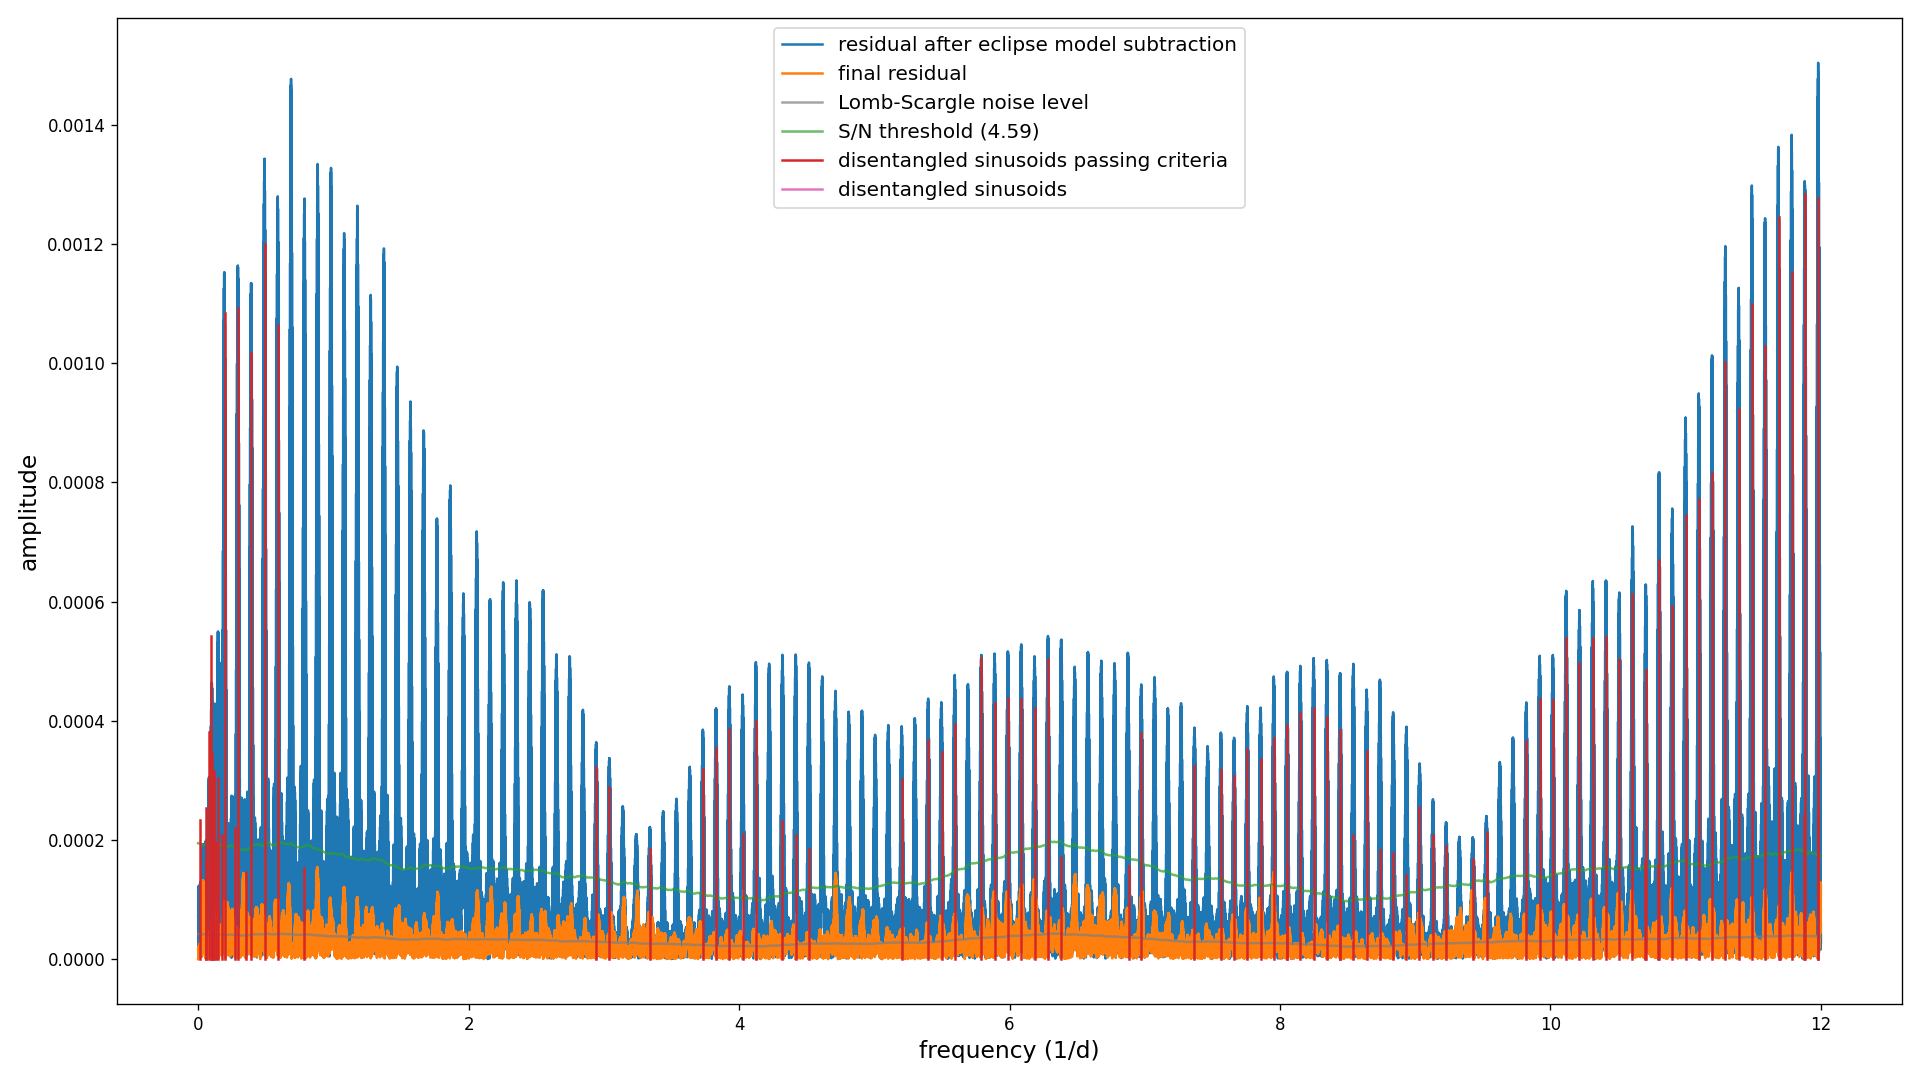 residual after eclipse model subtraction
final residual
Lomb-Scargle noise level
S/N threshold (4.59)
disentangled sinusoids passing criteria
disentangled sinusoids
amplitude
0.0014
0.0012
0.0010
0.0008
0.0006
0.0004
0.0002
0.0000
0 2 4 6 8 10 12
frequency (1/d)